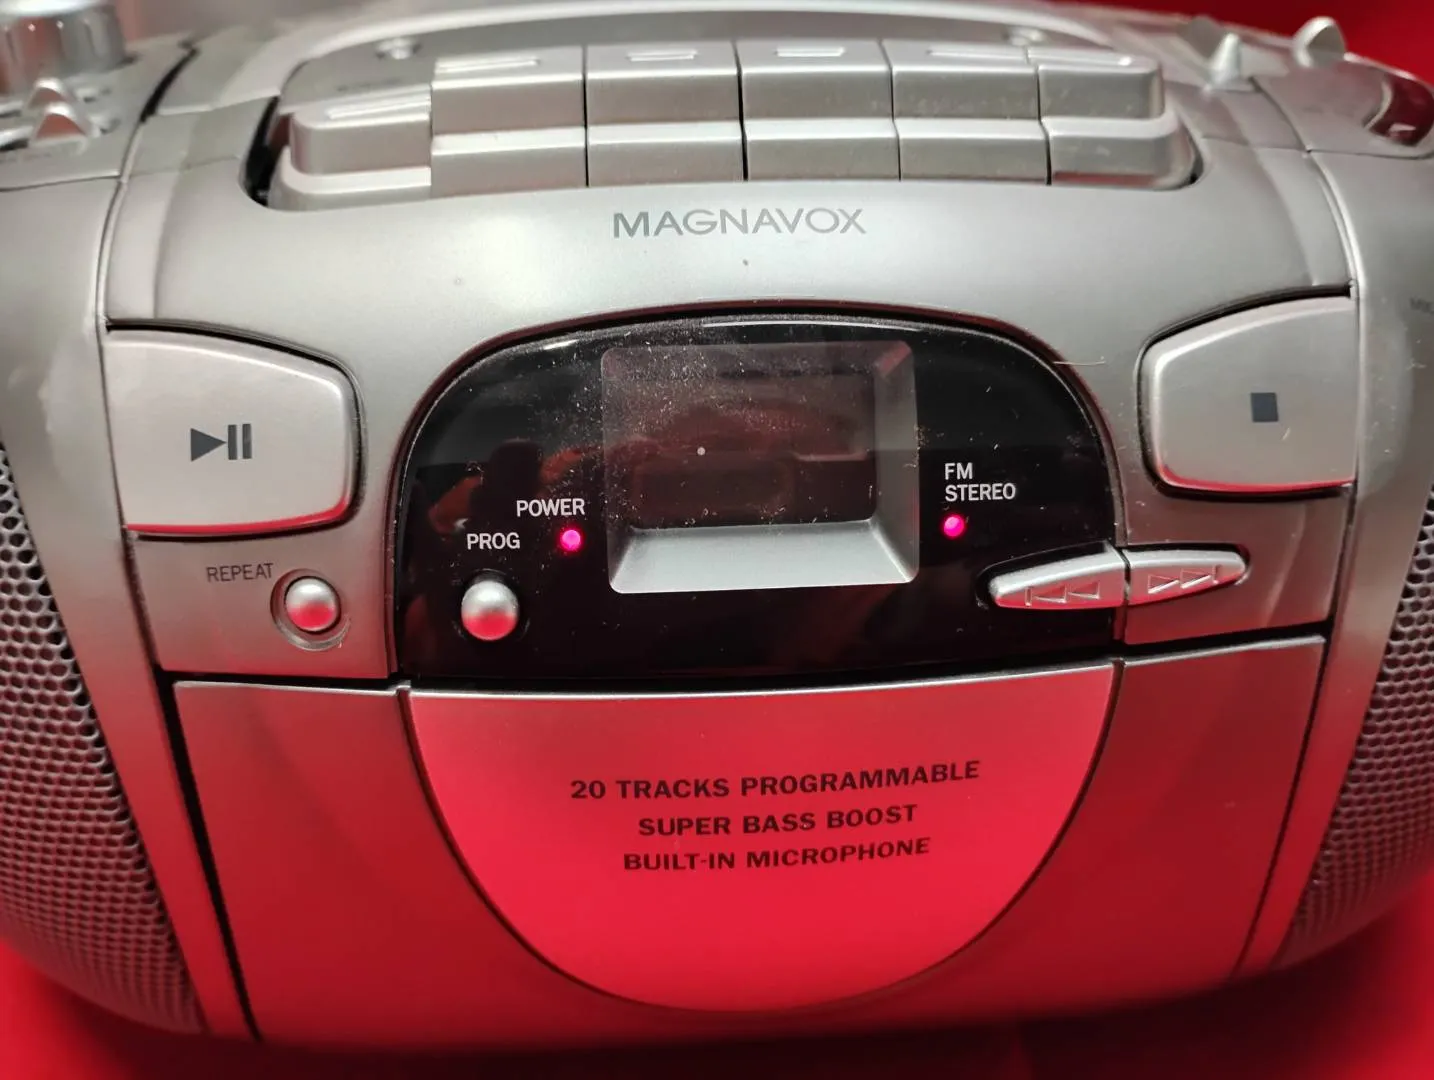 MAGNAVOX
POWER
PROG
REPEAT
FM
STEREO
20 TRACKS PROGRAMMABLE
SUPER BASS BOOST
BUILT-IN MICROPHONE